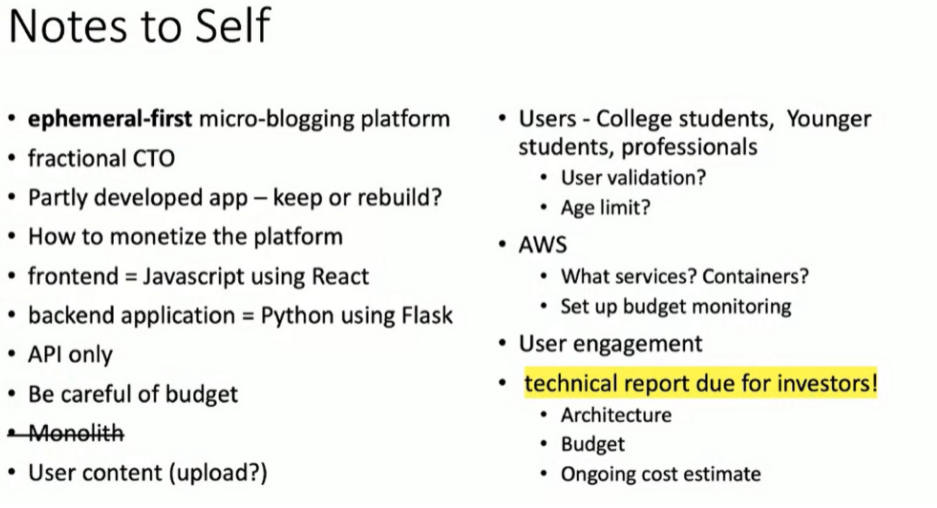 Notes to Self
• ephemeral-first micro-blogging platform
• fractional CTO
• Partly developed app – keep or rebuild?
• How to monetize the platform
• frontend = Javascript using React
• backend application = Python using Flask
• API only
• Be careful of budget
• Monolith
• User content (upload?)
• Users - College students, Younger
students, professionals
• User validation?
• Age limit?
• AWS
• What services? Containers?
• Set up budget monitoring
• User engagement
• technical report due for investors!
• Architecture
• Budget
• Ongoing cost estimate